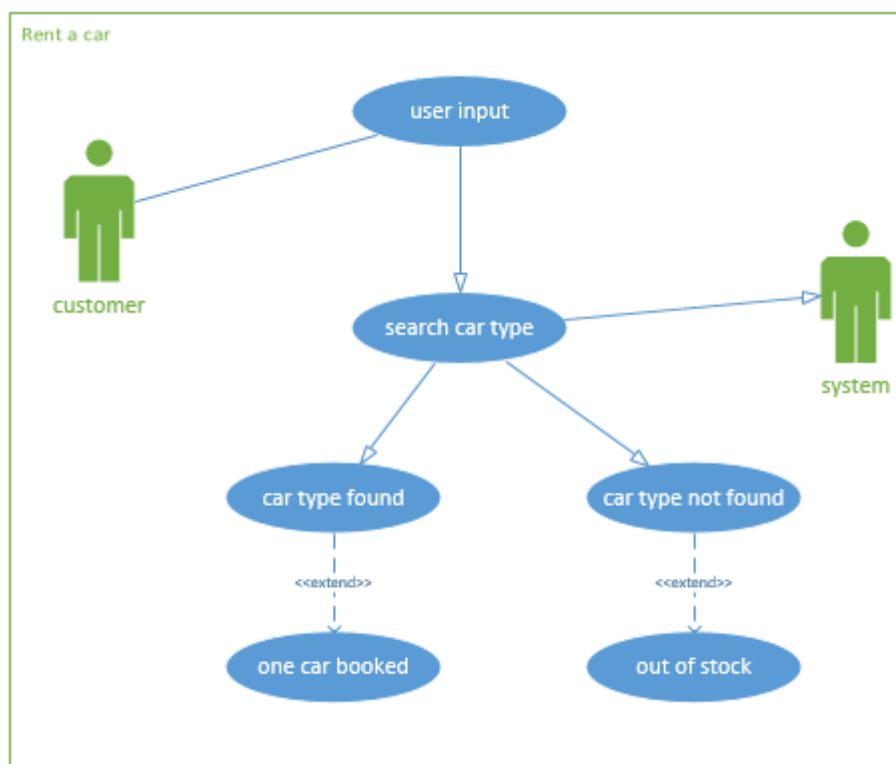 Rent a car
user input
customer
search car type
system
car type found
car type not found
<<extend>>
<<extend>>
one car booked
out of stock